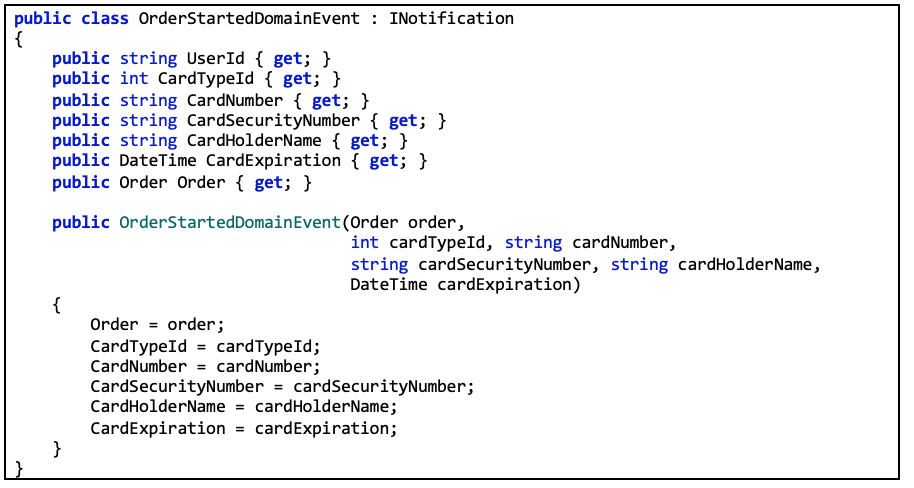 public class OrderStartedDomainEvent : INotification
{
    public string UserId { get; }
    public int CardTypeId { get; }
    public string CardNumber { get; }
    public string CardSecurityNumber { get; }
    public string CardHolderName { get; }
    public DateTime CardExpiration { get; }
    public Order Order { get; }

    public OrderStartedDomainEvent(Order order,
                                   int cardTypeId, string cardNumber,
                                   string cardSecurityNumber, string cardHolderName,
                                   DateTime cardExpiration)
    {
        Order = order;
        CardTypeId = cardTypeId;
        CardNumber = cardNumber;
        CardSecurityNumber = cardSecurityNumber;
        CardHolderName = cardHolderName;
        CardExpiration = cardExpiration;
    }
}